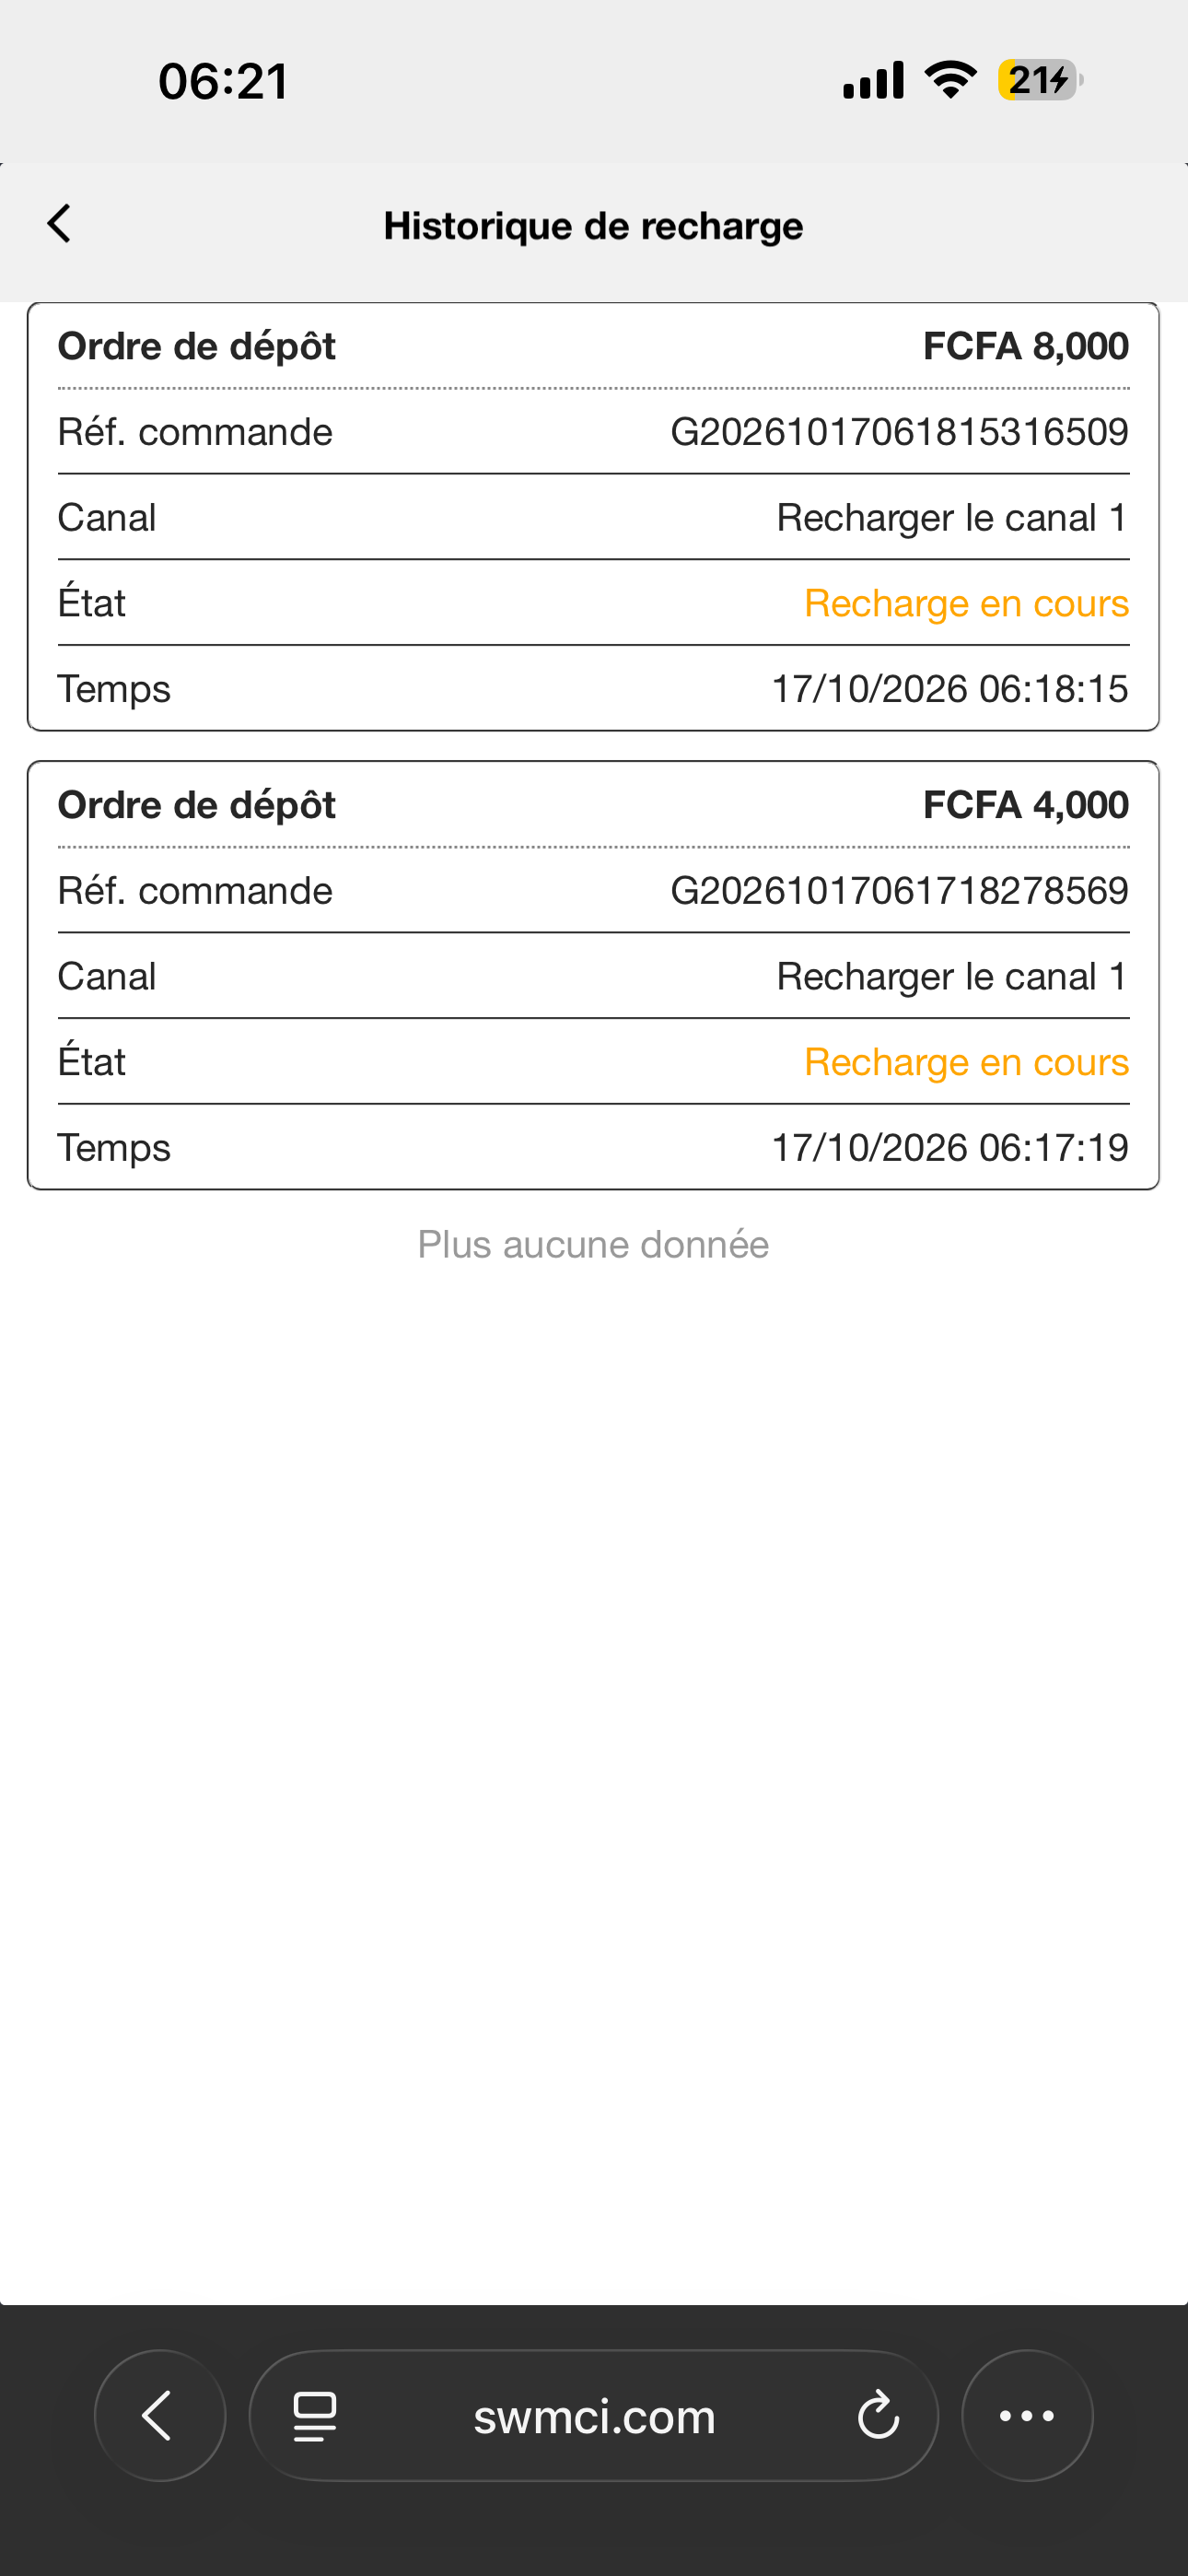 06:21
21
Historique de recharge
Ordre de dépôt FCFA 8,000
Réf. commande G20261017061815316509
Canal Recharger le canal 1
État Recharge en cours
Temps 17/10/2026 06:18:15
Ordre de dépôt FCFA 4,000
Réf. commande G20261017061718278569
Canal Recharger le canal 1
État Recharge en cours
Temps 17/10/2026 06:17:19
Plus aucune donnée
swmci.com